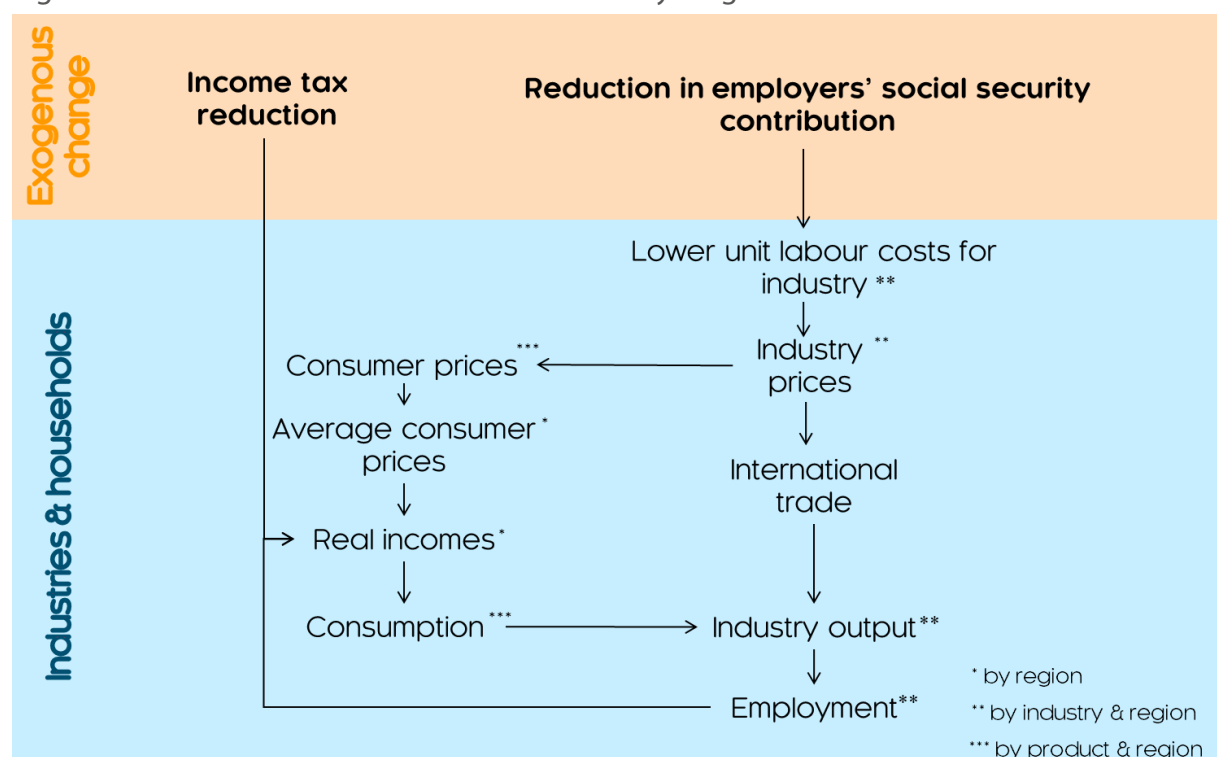 Exogenous
change
Income tax
reduction
Reduction in employers’ social security
contribution
Industries & households
Lower unit labour costs for
industry **
Industry **
prices
Consumer prices ***
Average consumer *
prices
International
trade
Real incomes *
Consumption ***
Industry output **
Employment **
* by region
** by industry & region
*** by product & region